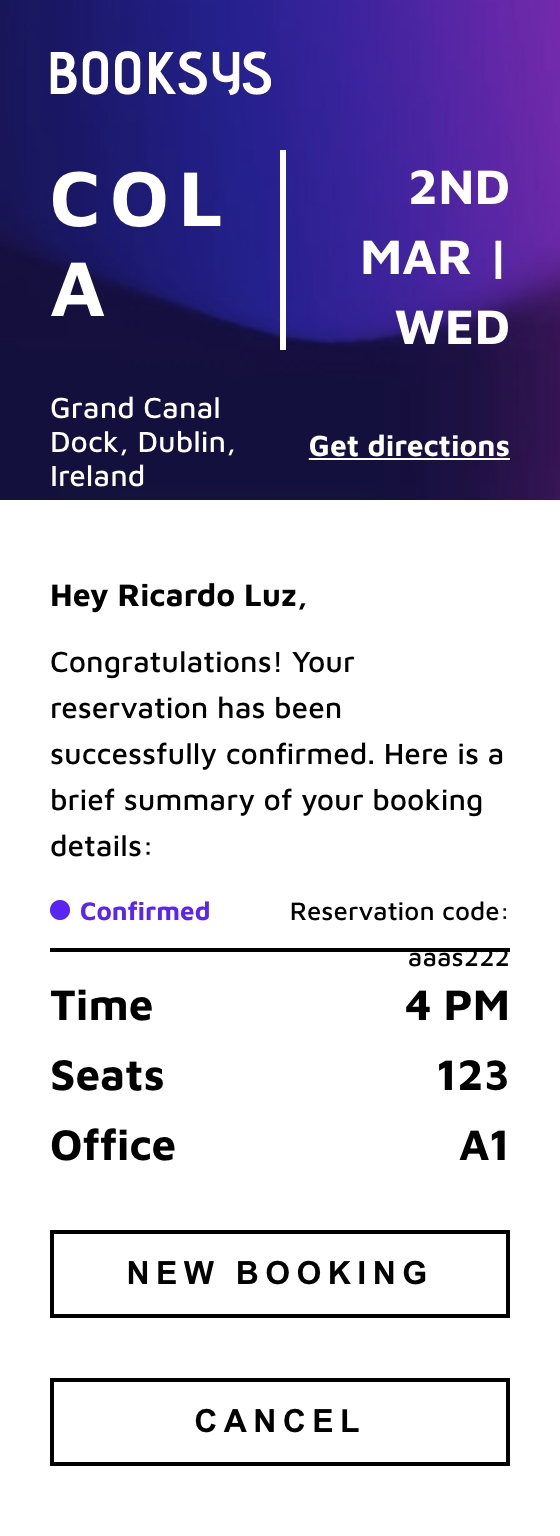 BOOKSYS
COL
A
2ND
MAR |
WED
Grand Canal
Dock, Dublin,
Ireland
Get directions
Hey Ricardo Luz,
Congratulations! Your
reservation has been
successfully confirmed. Here is a
brief summary of your booking
details:
Confirmed
Reservation code:
aaas222
Time 4 PM
Seats 123
Office A1
NEW BOOKING
CANCEL